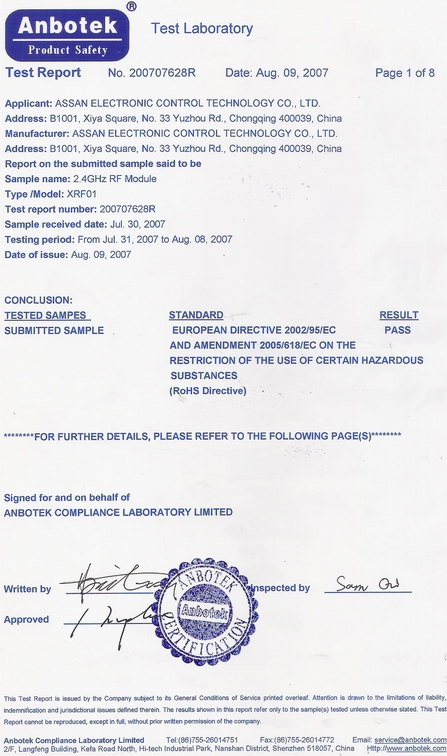 Anbotek ®
Product Safety
Test Laboratory
Test Report No. 200707628R Date: Aug. 09, 2007 Page 1 of 8
Applicant: ASSAN ELECTRONIC CONTROL TECHNOLOGY CO., LTD.
Address: B1001, Xiya Square, No. 33 Yuzhou Rd., Chongqing 400039, China
Manufacturer: ASSAN ELECTRONIC CONTROL TECHNOLOGY CO., LTD.
Address: B1001, Xiya Square, No. 33 Yuzhou Rd., Chongqing 400039, China
Report on the submitted sample said to be
Sample name: 2.4GHz RF Module
Type /Model: XRF01
Test report number: 200707628R
Sample received date: Jul. 30, 2007
Testing period: From Jul. 31, 2007 to Aug. 08, 2007
Date of issue: Aug. 09, 2007
CONCLUSION:
TESTED SAMPES STANDARD RESULT
SUBMITTED SAMPLE EUROPEAN DIRECTIVE 2002/95/EC PASS
AND AMENDMENT 2005/618/EC ON THE
RESTRICTION OF THE USE OF CERTAIN HAZARDOUS
SUBSTANCES
(RoHS Directive)
********FOR FURTHER DETAILS, PLEASE REFER TO THE FOLLOWING PAGE(S)********
Signed for and on behalf of
ANBOTEK COMPLIANCE LABORATORY LIMITED
Written by Inspected by
Approved
ANBOTEK
Anbotek
CERTIFICATION
This Test Report is issued by the Company subject to its General Conditions of Service printed overleaf. Attention is drawn to the limitations of liability,
indemnification and jurisdictional issues defined therein. The results shown in this report refer only to the sample(s) tested unless otherwise stated. This Test
Report cannot be reproduced, except in full, without prior written permission of the company.
Anbotek Compliance Laboratory Limited Tel:(86)755-26014751 Fax:(86)755-26014772 Email: service@anbotek.com
2/F, Langfeng Building, Kefa Road North, Hi-tech Industrial Park, Nanshan District, Shenzhen 518057, China Http://www.anbotek.com